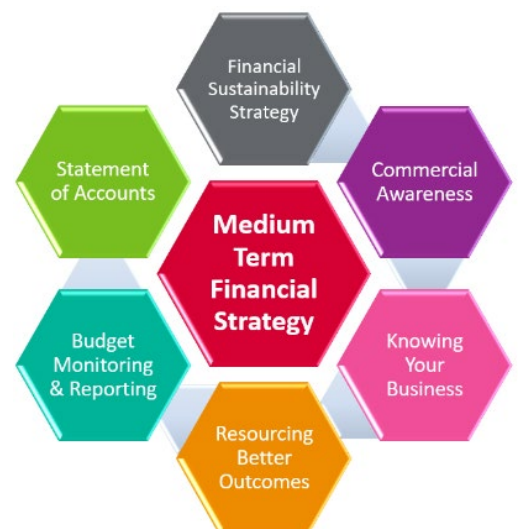 Financial
Sustainability
Strategy
Commercial
Awareness
Knowing
Your
Business
Resourcing
Better
Outcomes
Budget
Monitoring
& Reporting
Statement
of Accounts
Medium
Term
Financial
Strategy